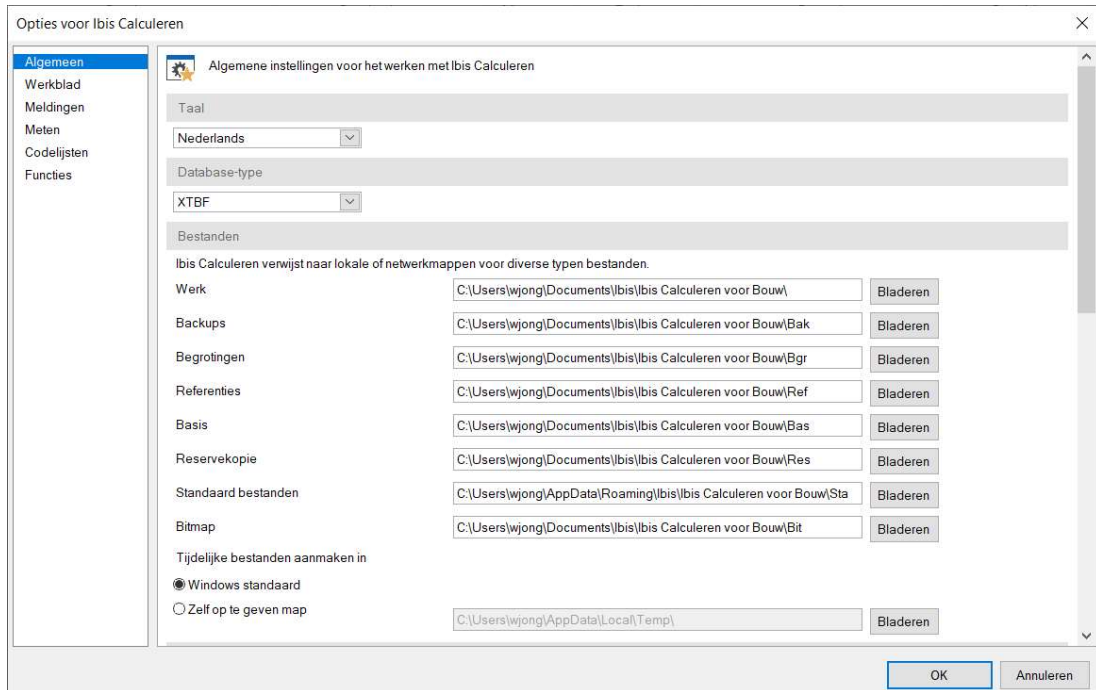 Opties voor Ibis Calculeren
Algemeen
Werkblad
Meldingen
Meten
Codelijsten
Functies
Algemene instellingen voor het werken met Ibis Calculeren
Taal
Nederlands
Database-type
XTBF
Bestanden
Ibis Calculeren verwijst naar lokale of netwerkmappen voor diverse typen bestanden.
Werk C:\Users\wjong\Documents\Ibis\Ibis Calculeren voor Bouw\ Bladeren
Backups C:\Users\wjong\Documents\Ibis\Ibis Calculeren voor Bouw\Bak Bladeren
Begrotingen C:\Users\wjong\Documents\Ibis\Ibis Calculeren voor Bouw\Bgr Bladeren
Referenties C:\Users\wjong\Documents\Ibis\Ibis Calculeren voor Bouw\Ref Bladeren
Basis C:\Users\wjong\Documents\Ibis\Ibis Calculeren voor Bouw\Bas Bladeren
Reservekopie C:\Users\wjong\Documents\Ibis\Ibis Calculeren voor Bouw\Res Bladeren
Standaard bestanden C:\Users\wjong\AppData\Roaming\Ibis\Ibis Calculeren voor Bouw\Sta Bladeren
Bitmap C:\Users\wjong\Documents\Ibis\Ibis Calculeren voor Bouw\Bit Bladeren
Tijdelijke bestanden aanmaken in
Windows standaard
Zelf op te geven map C:\Users\wjong\AppData\Local\Temp\ Bladeren
OK Annuleren